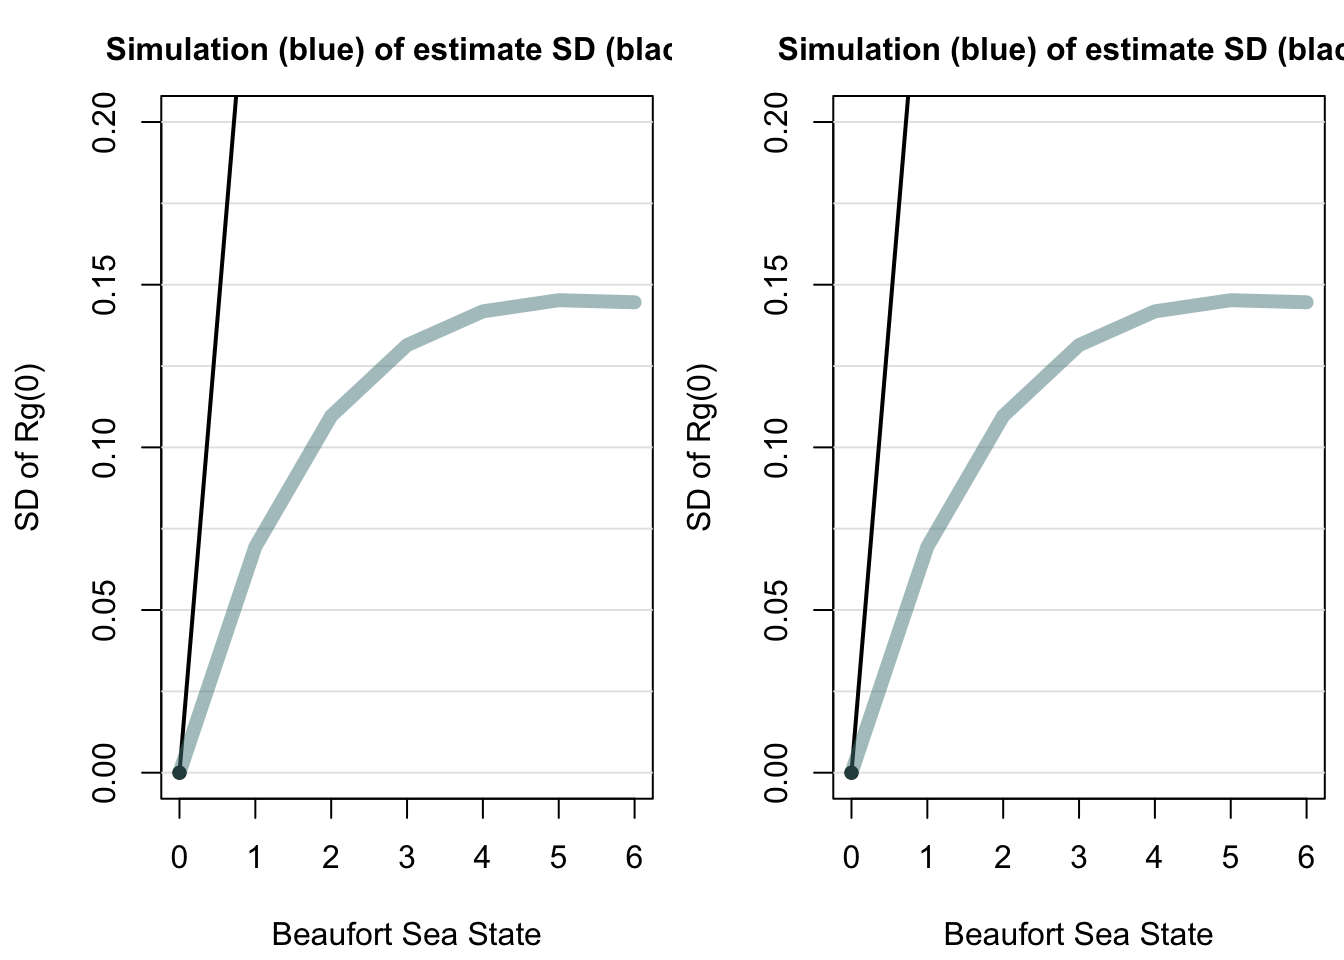 Simulation (blue) of estimate SD (blac
0.20
0.15
0.10
0.05
0.00
SD of Rg(0)
0 1 2 3 4 5 6
Beaufort Sea State
Simulation (blue) of estimate SD (blac
0.20
0.15
0.10
0.05
0.00
SD of Rg(0)
0 1 2 3 4 5 6
Beaufort Sea State